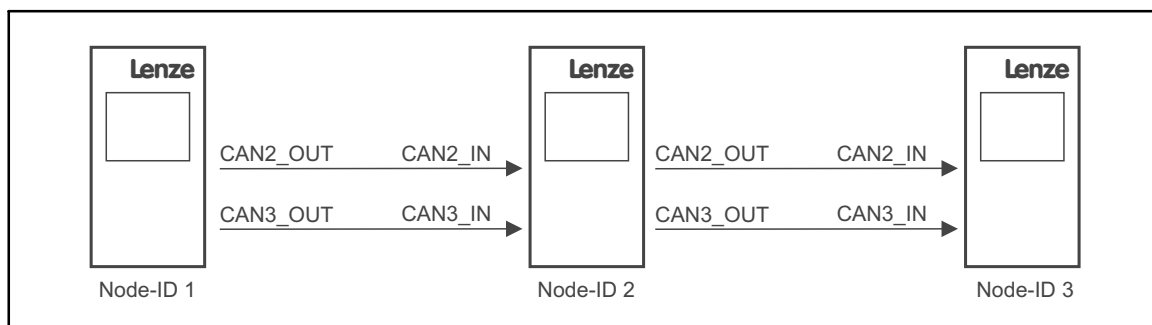 Lenze Lenze Lenze
CAN2_OUT CAN2_IN CAN2_OUT CAN2_IN
CAN3_OUT CAN3_IN CAN3_OUT CAN3_IN
Node-ID 1 Node-ID 2 Node-ID 3